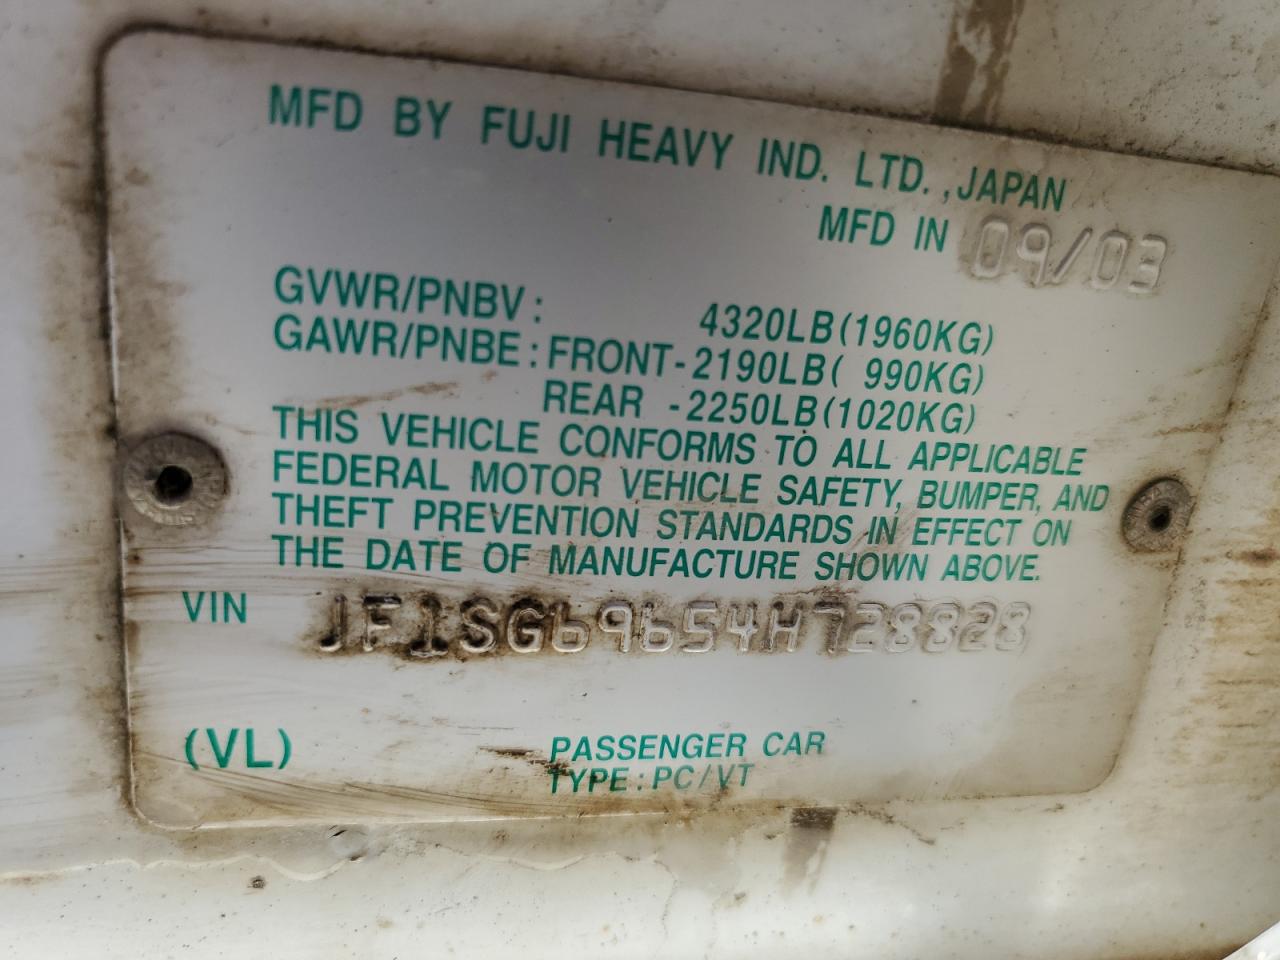 MFD BY FUJI HEAVY IND. LTD.,JAPAN
MFD IN 09/03
GVWR/PNBV: 4320LB(1960KG)
GAWR/PNBE:FRONT-2190LB( 990KG)
REAR -2250LB(1020KG)
THIS VEHICLE CONFORMS TO ALL APPLICABLE
FEDERAL MOTOR VEHICLE SAFETY, BUMPER, AND
THEFT PREVENTION STANDARDS IN EFFECT ON
THE DATE OF MANUFACTURE SHOWN ABOVE.
VIN JF1SG69654H728828
(VL) PASSENGER CAR
TYPE:PC/VT